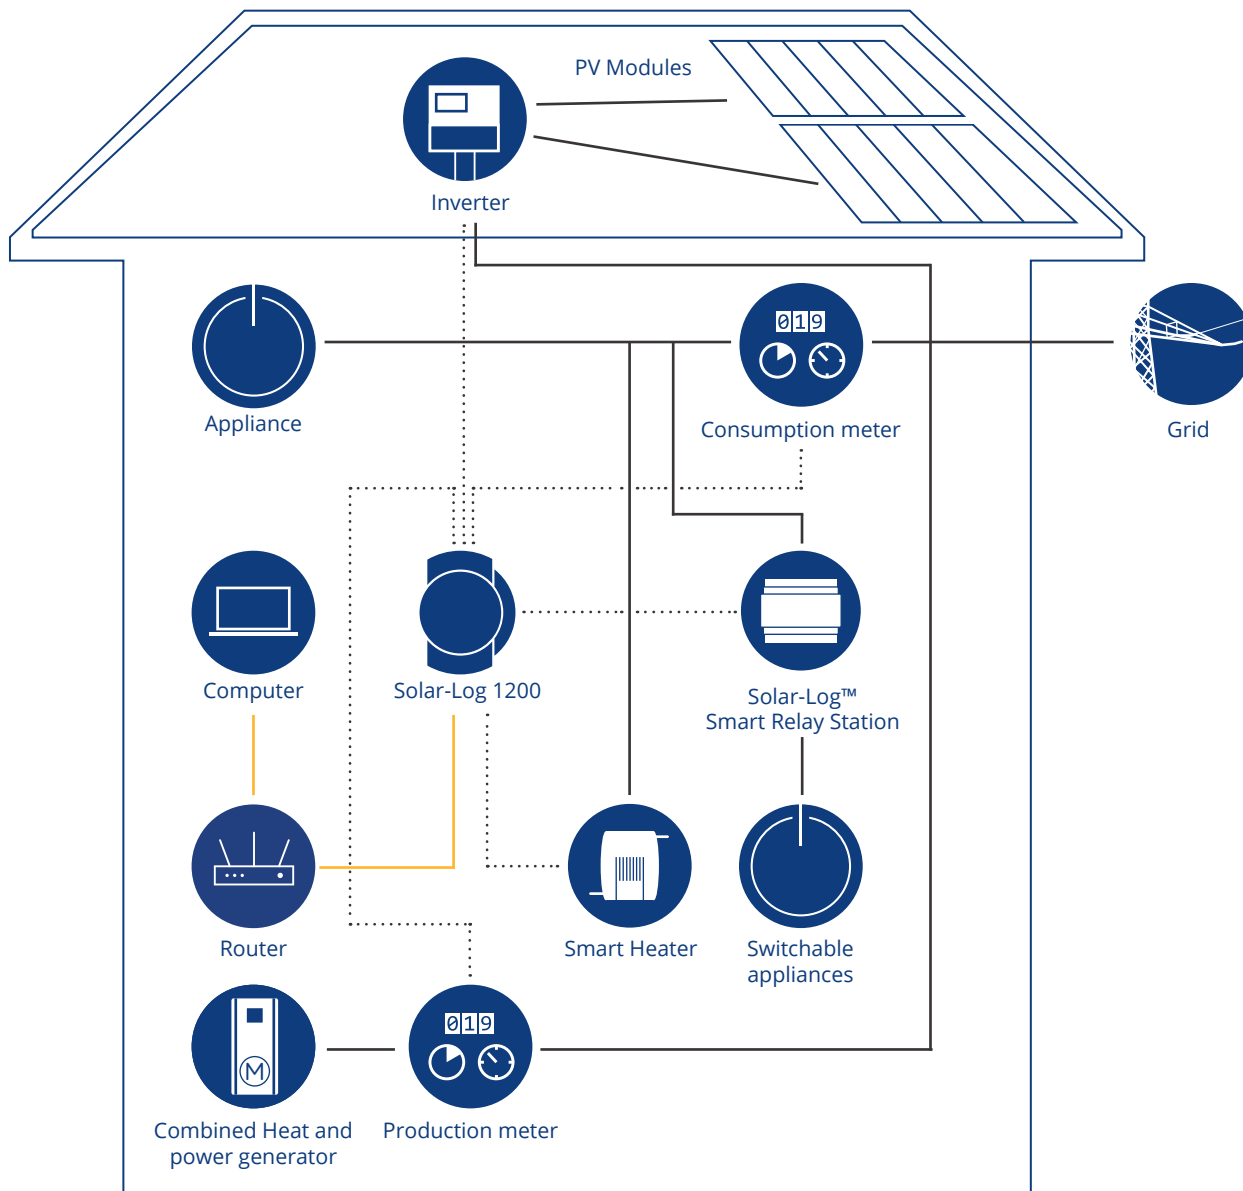 PV Modules
Inverter
019
Appliance
Consumption meter
Grid
Computer
Solar-Log 1200
Solar-Log™
Smart Relay Station
Router
Smart Heater
Switchable
appliances
019
M
Combined Heat and
power generator
Production meter